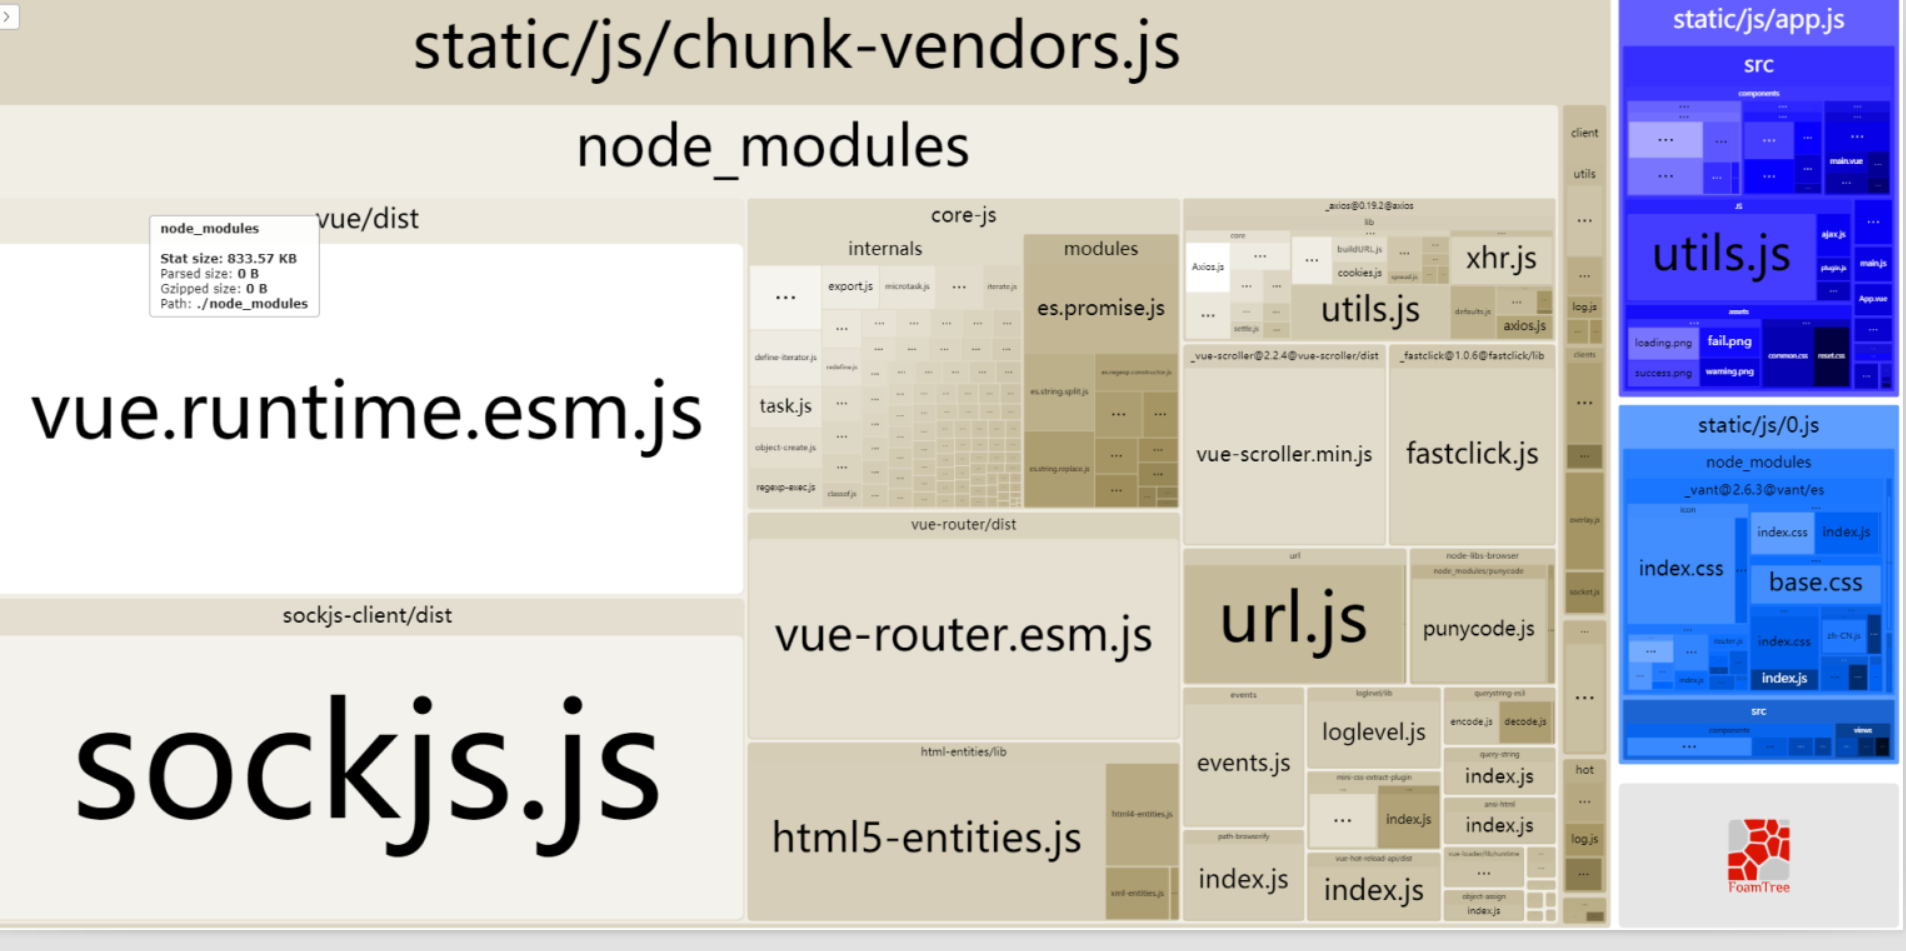 static/js/chunk-vendors.js
node_modules
vue/dist
node_modules
Stat size: 833.57 KB
Parsed size: 0 B
Gzipped size: 0 B
Path: ./node_modules
vue.runtime.esm.js
sockjs-client/dist
sockjs.js
core-js
internals
...
export.js
microtask.js
...
iterate.js
define-iterator.js
redefine.js
task.js
object-create.js
regexp-exec.js
classof.js
modules
es.promise.js
es.string.split.js
es.regexp.constructor.js
es.string.replace.js
vue-router/dist
vue-router.esm.js
html-entities/lib
html5-entities.js
html4-entities.js
xml-entities.js
_axios@0.19.2@axios
lib
core
Axios.js
...
settle.js
buildURL.js
cookies.js
spread.js
xhr.js
utils.js
defaults.js
axios.js
_vue-scroller@2.2.4@vue-scroller/dist
vue-scroller.min.js
_fastclick@1.0.6@fastclick/lib
fastclick.js
url
url.js
node-libs-browser
node_modules/punycode
punycode.js
events
events.js
loglevel/lib
loglevel.js
querystring-es3
encode.js
decode.js
query-string
index.js
mini-css-extract-plugin
...
index.js
ansi-html
index.js
path-browserify
index.js
vue-hot-reload-api/dist
index.js
vue-loader/lib/runtime
...
object-assign
index.js
client
utils
...
log.js
clients
...
overlay.js
socket.js
...
hot
...
log.js
...
static/js/app.js
src
components
...
main.vue
JS
utils.js
ajax.js
plugin.js
main.js
App.vue
assets
loading.png
fail.png
success.png
warning.png
common.css
reset.css
static/js/0.js
node_modules
_vant@2.6.3@vant/es
icon
index.css
index.css
index.js
base.css
router.js
index.js
index.css
zh-CN.js
index.js
src
components
views
FoamTree